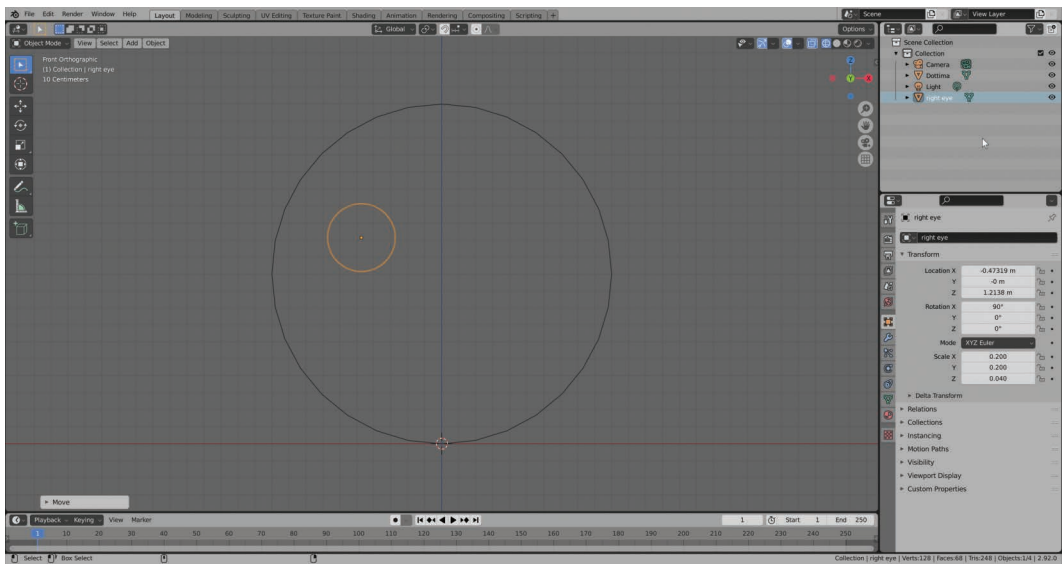 File Edit Render Window Help Layout Modeling Sculpting UV Editing Texture Paint Shading Animation Rendering Compositing Scripting + Scene View Layer
Global Options
Object Mode View Select Add Object
Front Orthographic
(1) Collection | right eye
10 Centimeters
Z
Y
X
Scene Collection
Collection
Camera
Dottima
Light
right eye
right eye
right eye
Transform
Location X -0.47319 m
Y -0 m
Z 1.2138 m
Rotation X 90°
Y 0°
Z 0°
Mode XYZ Euler
Scale X 0.200
Y 0.200
Z 0.040
Delta Transform
Relations
Collections
Instancing
Motion Paths
Visibility
Viewport Display
Custom Properties
Move
Playback Keying View Marker 1 Start 1 End 250
1 10 20 30 40 50 60 70 80 90 100 110 120 130 140 150 160 170 180 190 200 210 220 230 240 250
Select Box Select Collection | right eye | Verts:128 | Faces:68 | Tris:248 | Objects:1/4 | 2.92.0